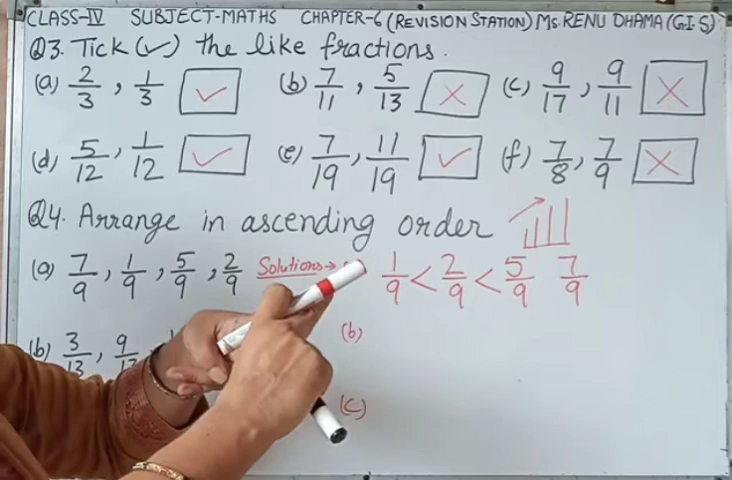 CLASS-IV SUBJECT-MATHS CHAPTER-6 (REVISION STATION) Ms. RENU DHAMA (G.I.S)
Q3. Tick (✓) the like fractions.
(a) 2/3, 1/3 ✓ (b) 7/11, 5/13 ✗ (c) 9/17, 9/11 ✗
(d) 5/12, 1/12 ✓ (e) 7/19, 11/19 ✓ (f) 7/8, 7/9 ✗
Q4. Arrange in ascending order
(a) 7/9, 1/9, 5/9, 2/9 Solutions→ 1/9 < 2/9 < 5/9 7/9
(b) 3/13, (b)
(c)